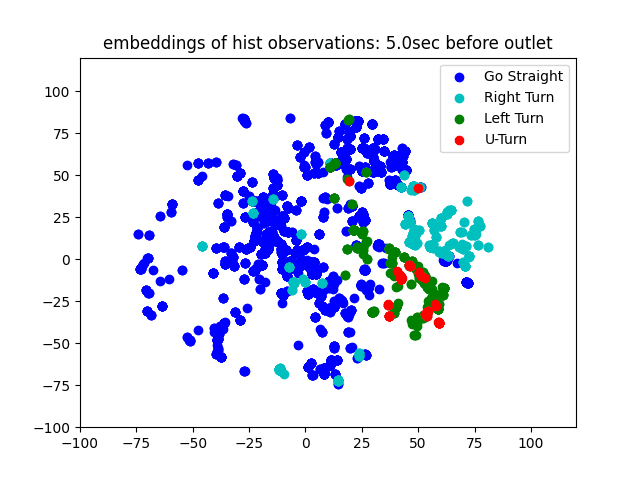 embeddings of hist observations: 5.0sec before outlet
Go Straight
Right Turn
Left Turn
U-Turn
100
75
50
25
0
−25
−50
−75
−100
−100 −75 −50 −25 0 25 50 75 100